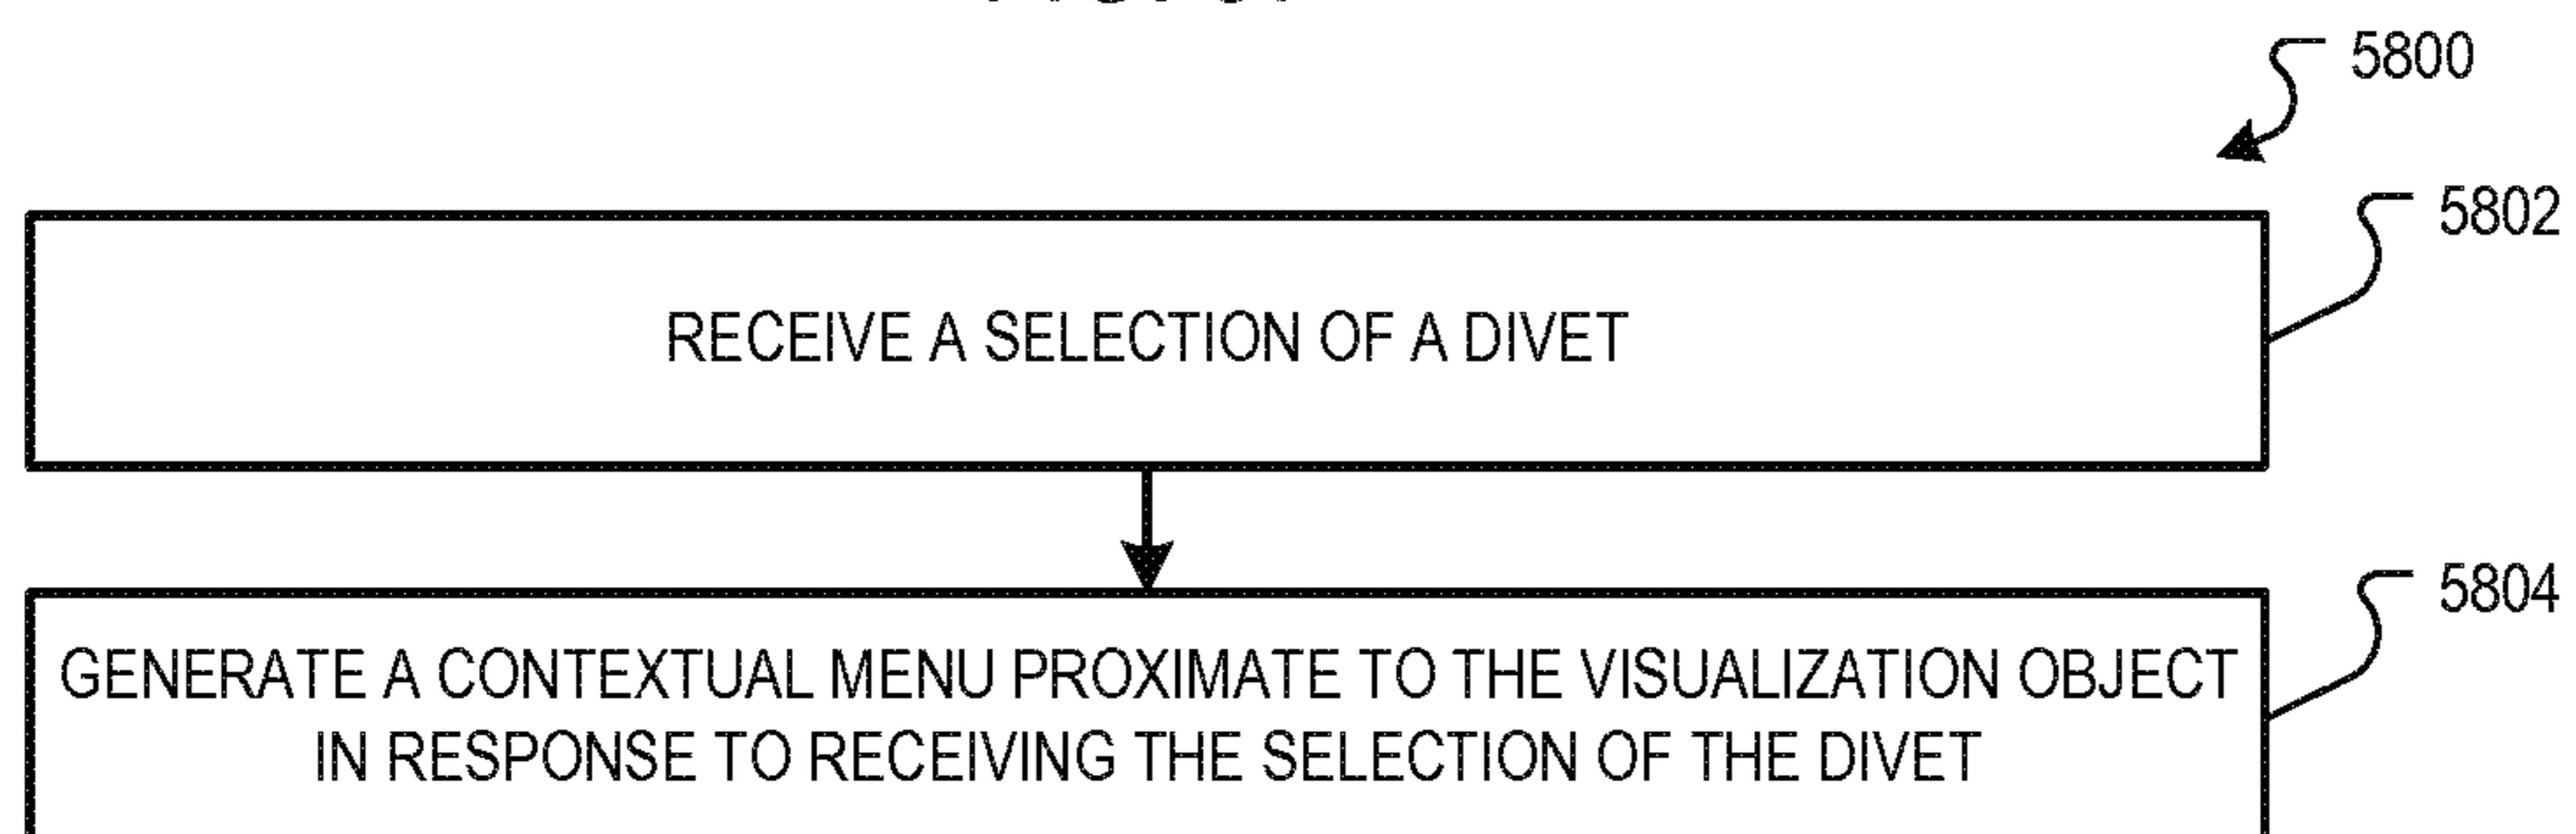 5800
5802
RECEIVE A SELECTION OF A DIVET
5804
GENERATE A CONTEXTUAL MENU PROXIMATE TO THE VISUALIZATION OBJECT
IN RESPONSE TO RECEIVING THE SELECTION OF THE DIVET